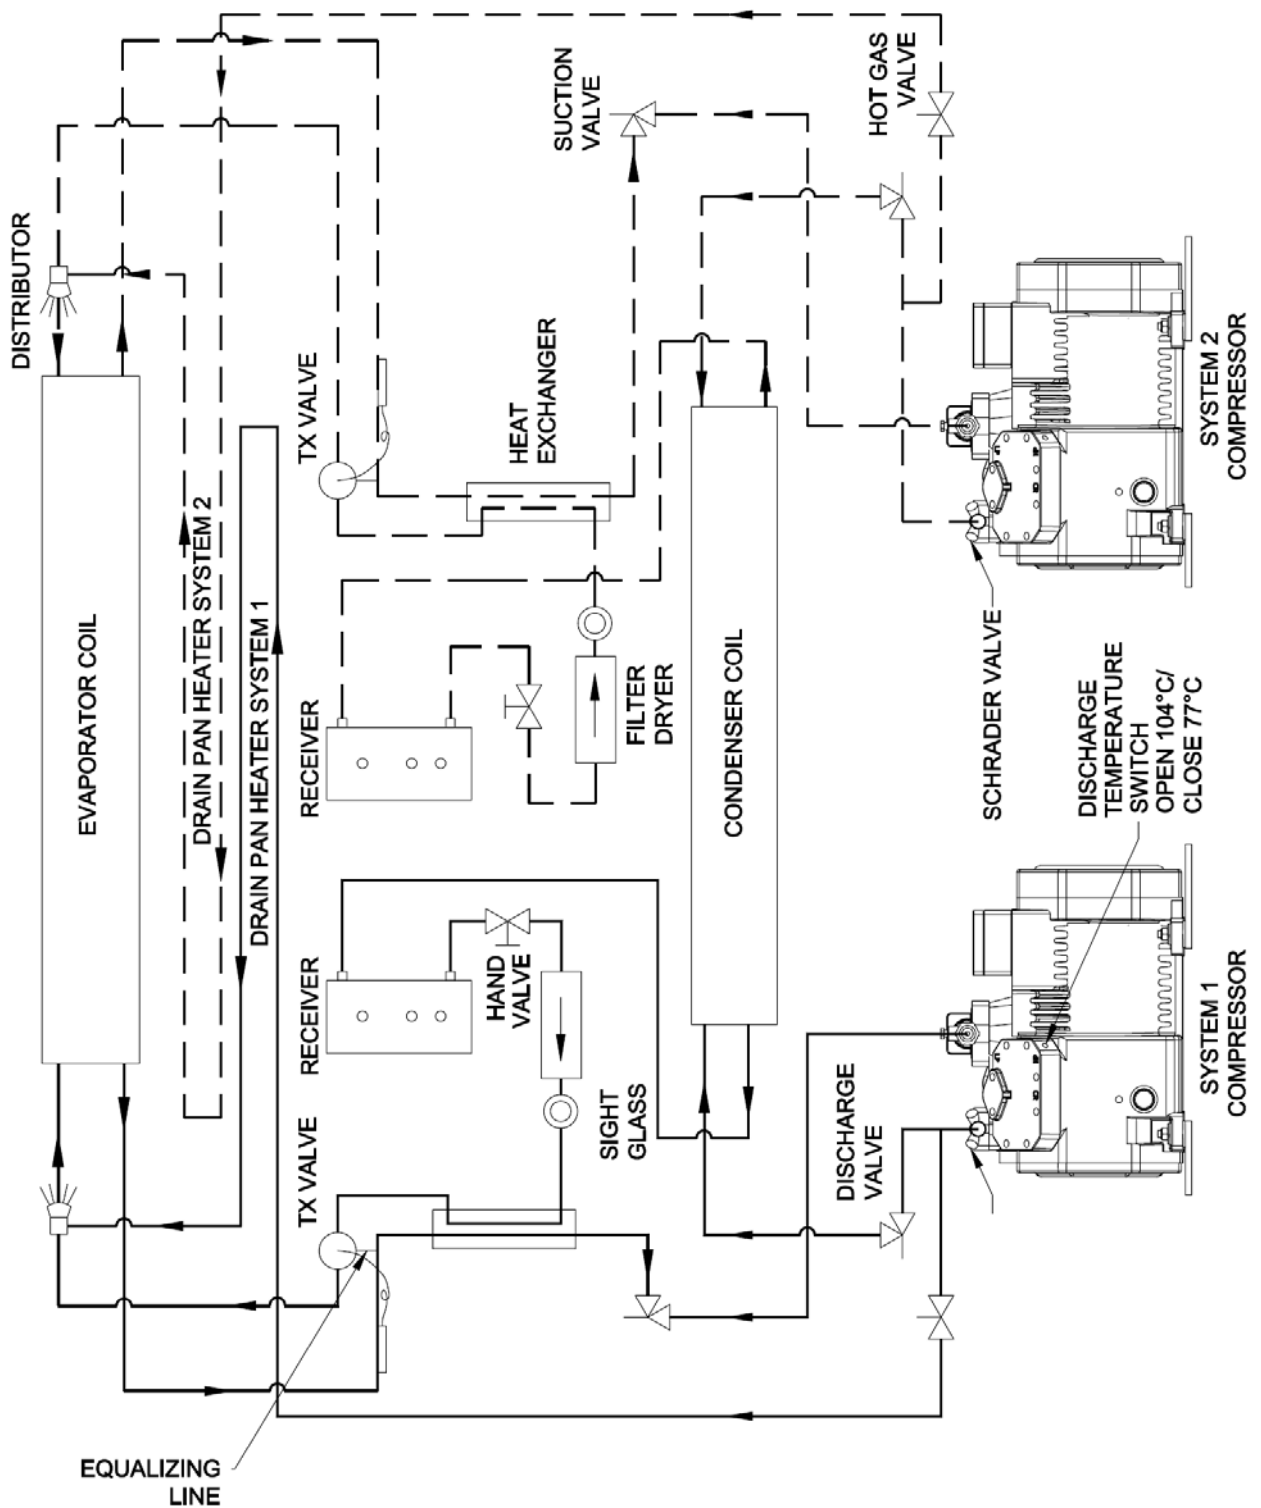 DISTRIBUTOR
EVAPORATOR COIL
DRAIN PAN HEATER SYSTEM 2
DRAIN PAN HEATER SYSTEM 1
TX VALVE
HEAT
EXCHANGER
SUCTION
VALVE
HOT GAS
VALVE
RECEIVER
FILTER
DRYER
CONDENSER COIL
SYSTEM 2
COMPRESSOR
SCHRADER VALVE
DISCHARGE
TEMPERATURE
SWITCH
OPEN 104°C/
CLOSE 77°C
RECEIVER
HAND
VALVE
SIGHT
GLASS
TX VALVE
DISCHARGE
VALVE
SYSTEM 1
COMPRESSOR
EQUALIZING
LINE